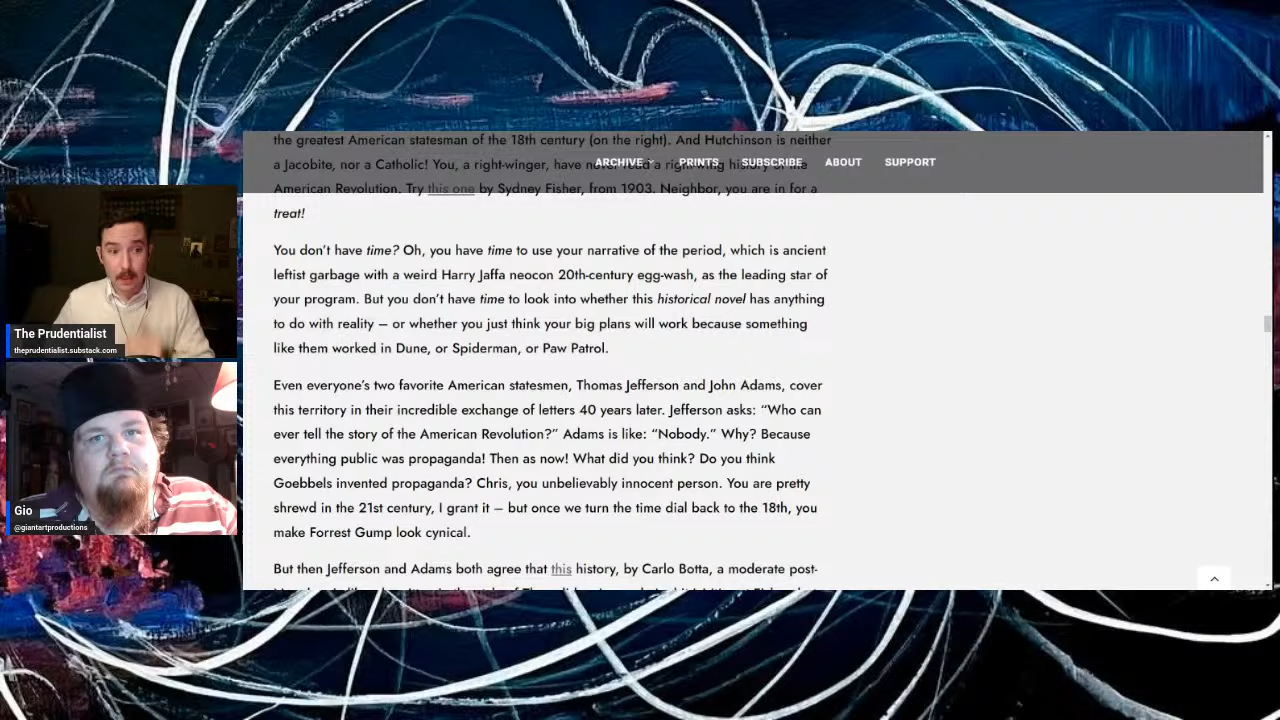 the greatest American statesman of the 18th century (on the right). And Hutchinson is neither
a Jacobite, nor a Catholic! You, a right-winger, have never read a right-wing history of the
ARCHIVE PRINTS SUBSCRIBE ABOUT SUPPORT
American Revolution. Try this one by Sydney Fisher, from 1903. Neighbor, you are in for a
treat!
You don’t have time? Oh, you have time to use your narrative of the period, which is ancient
leftist garbage with a weird Harry Jaffa neocon 20th-century egg-wash, as the leading star of
your program. But you don’t have time to look into whether this historical novel has anything
to do with reality – or whether you just think your big plans will work because something
like them worked in Dune, or Spiderman, or Paw Patrol.
Even everyone’s two favorite American statesmen, Thomas Jefferson and John Adams, cover
this territory in their incredible exchange of letters 40 years later. Jefferson asks: “Who can
ever tell the story of the American Revolution?” Adams is like: “Nobody.” Why? Because
everything public was propaganda! Then as now! What did you think? Do you think
Goebbels invented propaganda? Chris, you unbelievably innocent person. You are pretty
shrewd in the 21st century, I grant it – but once we turn the time dial back to the 18th, you
make Forrest Gump look cynical.
But then Jefferson and Adams both agree that this history, by Carlo Botta, a moderate post-
The Prudentialist
theprudentialist.substack.com
Gio
@giantartproductions